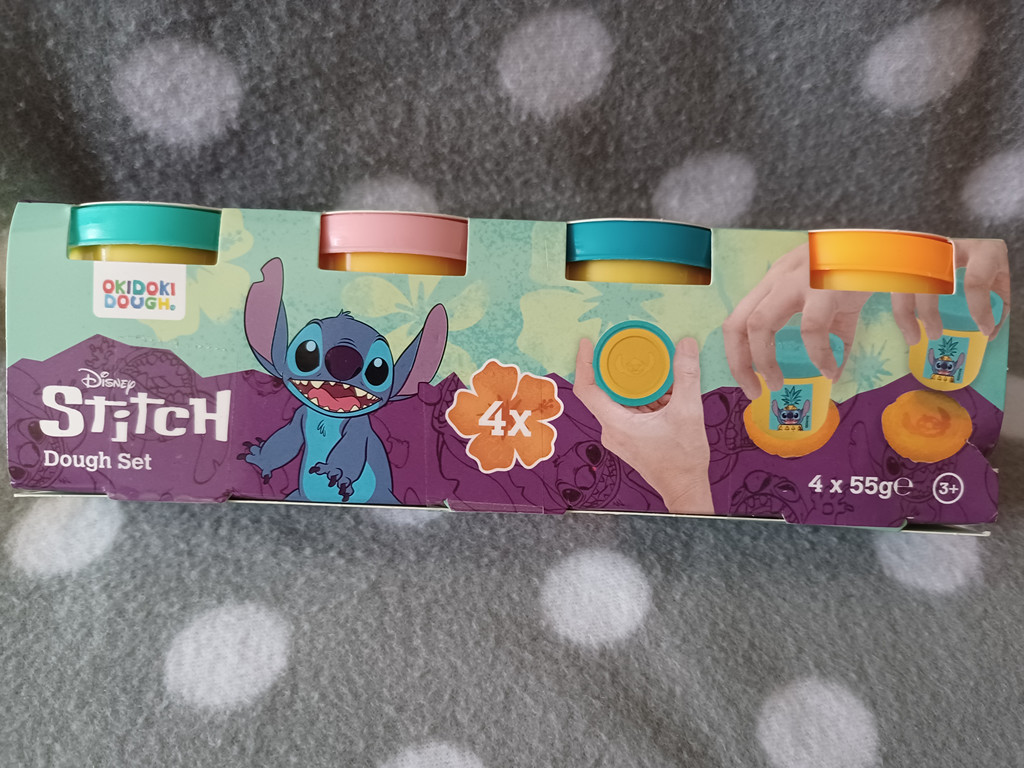 OKIDOKI
DOUGH®
Disney
Stitch
Dough Set
4x
4 x 55g℮
3+